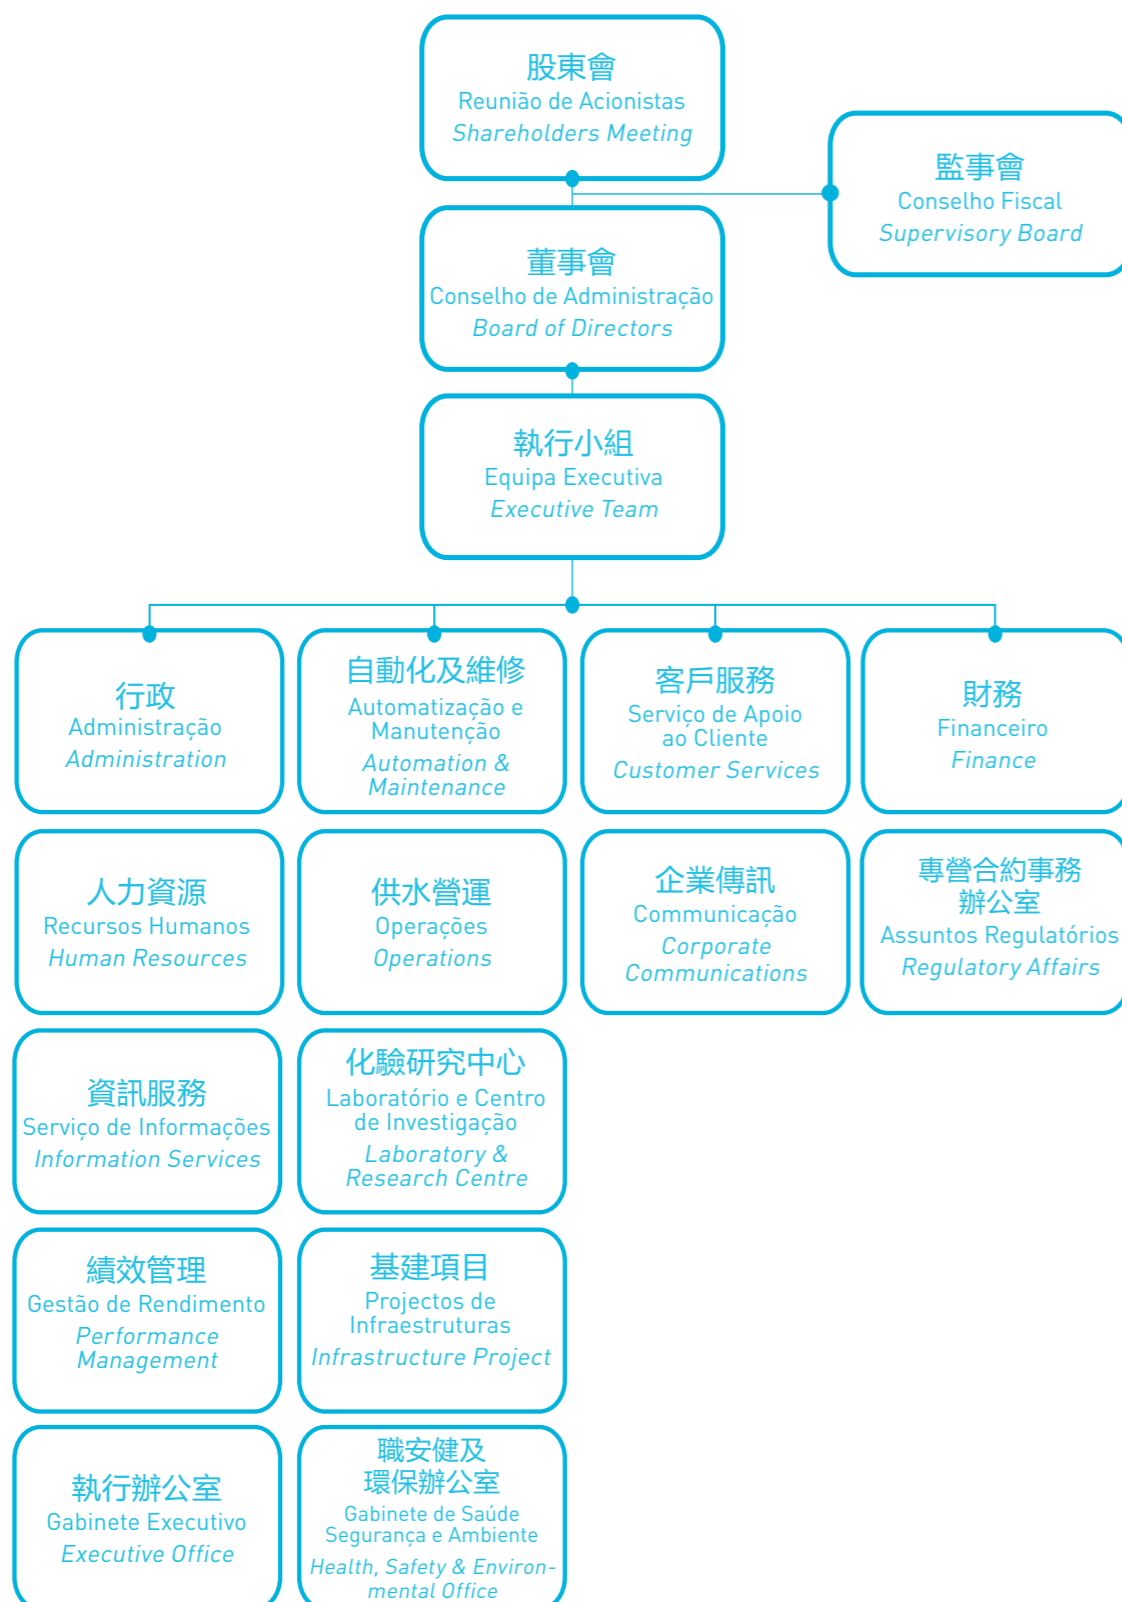 股東會
Reunião de Acionistas
Shareholders Meeting
監事會
Conselho Fiscal
Supervisory Board
董事會
Conselho de Administração
Board of Directors
執行小組
Equipa Executiva
Executive Team
行政
Administração
Administration
自動化及維修
Automatização e
Manutenção
Automation &
Maintenance
客戶服務
Serviço de Apoio
ao Cliente
Customer Services
財務
Financeiro
Finance
人力資源
Recursos Humanos
Human Resources
供水營運
Operações
Operations
企業傳訊
Communicação
Corporate
Communications
專營合約事務
辦公室
Assuntos Regulatórios
Regulatory Affairs
資訊服務
Serviço de Informações
Information Services
化驗研究中心
Laboratório e Centro
de Investigação
Laboratory &
Research Centre
績效管理
Gestão de Rendimento
Performance
Management
基建項目
Projectos de
Infraestruturas
Infrastructure Project
執行辦公室
Gabinete Executivo
Executive Office
職安健及
環保辦公室
Gabinete de Saúde
Segurança e Ambiente
Health, Safety & Environ-
mental Office